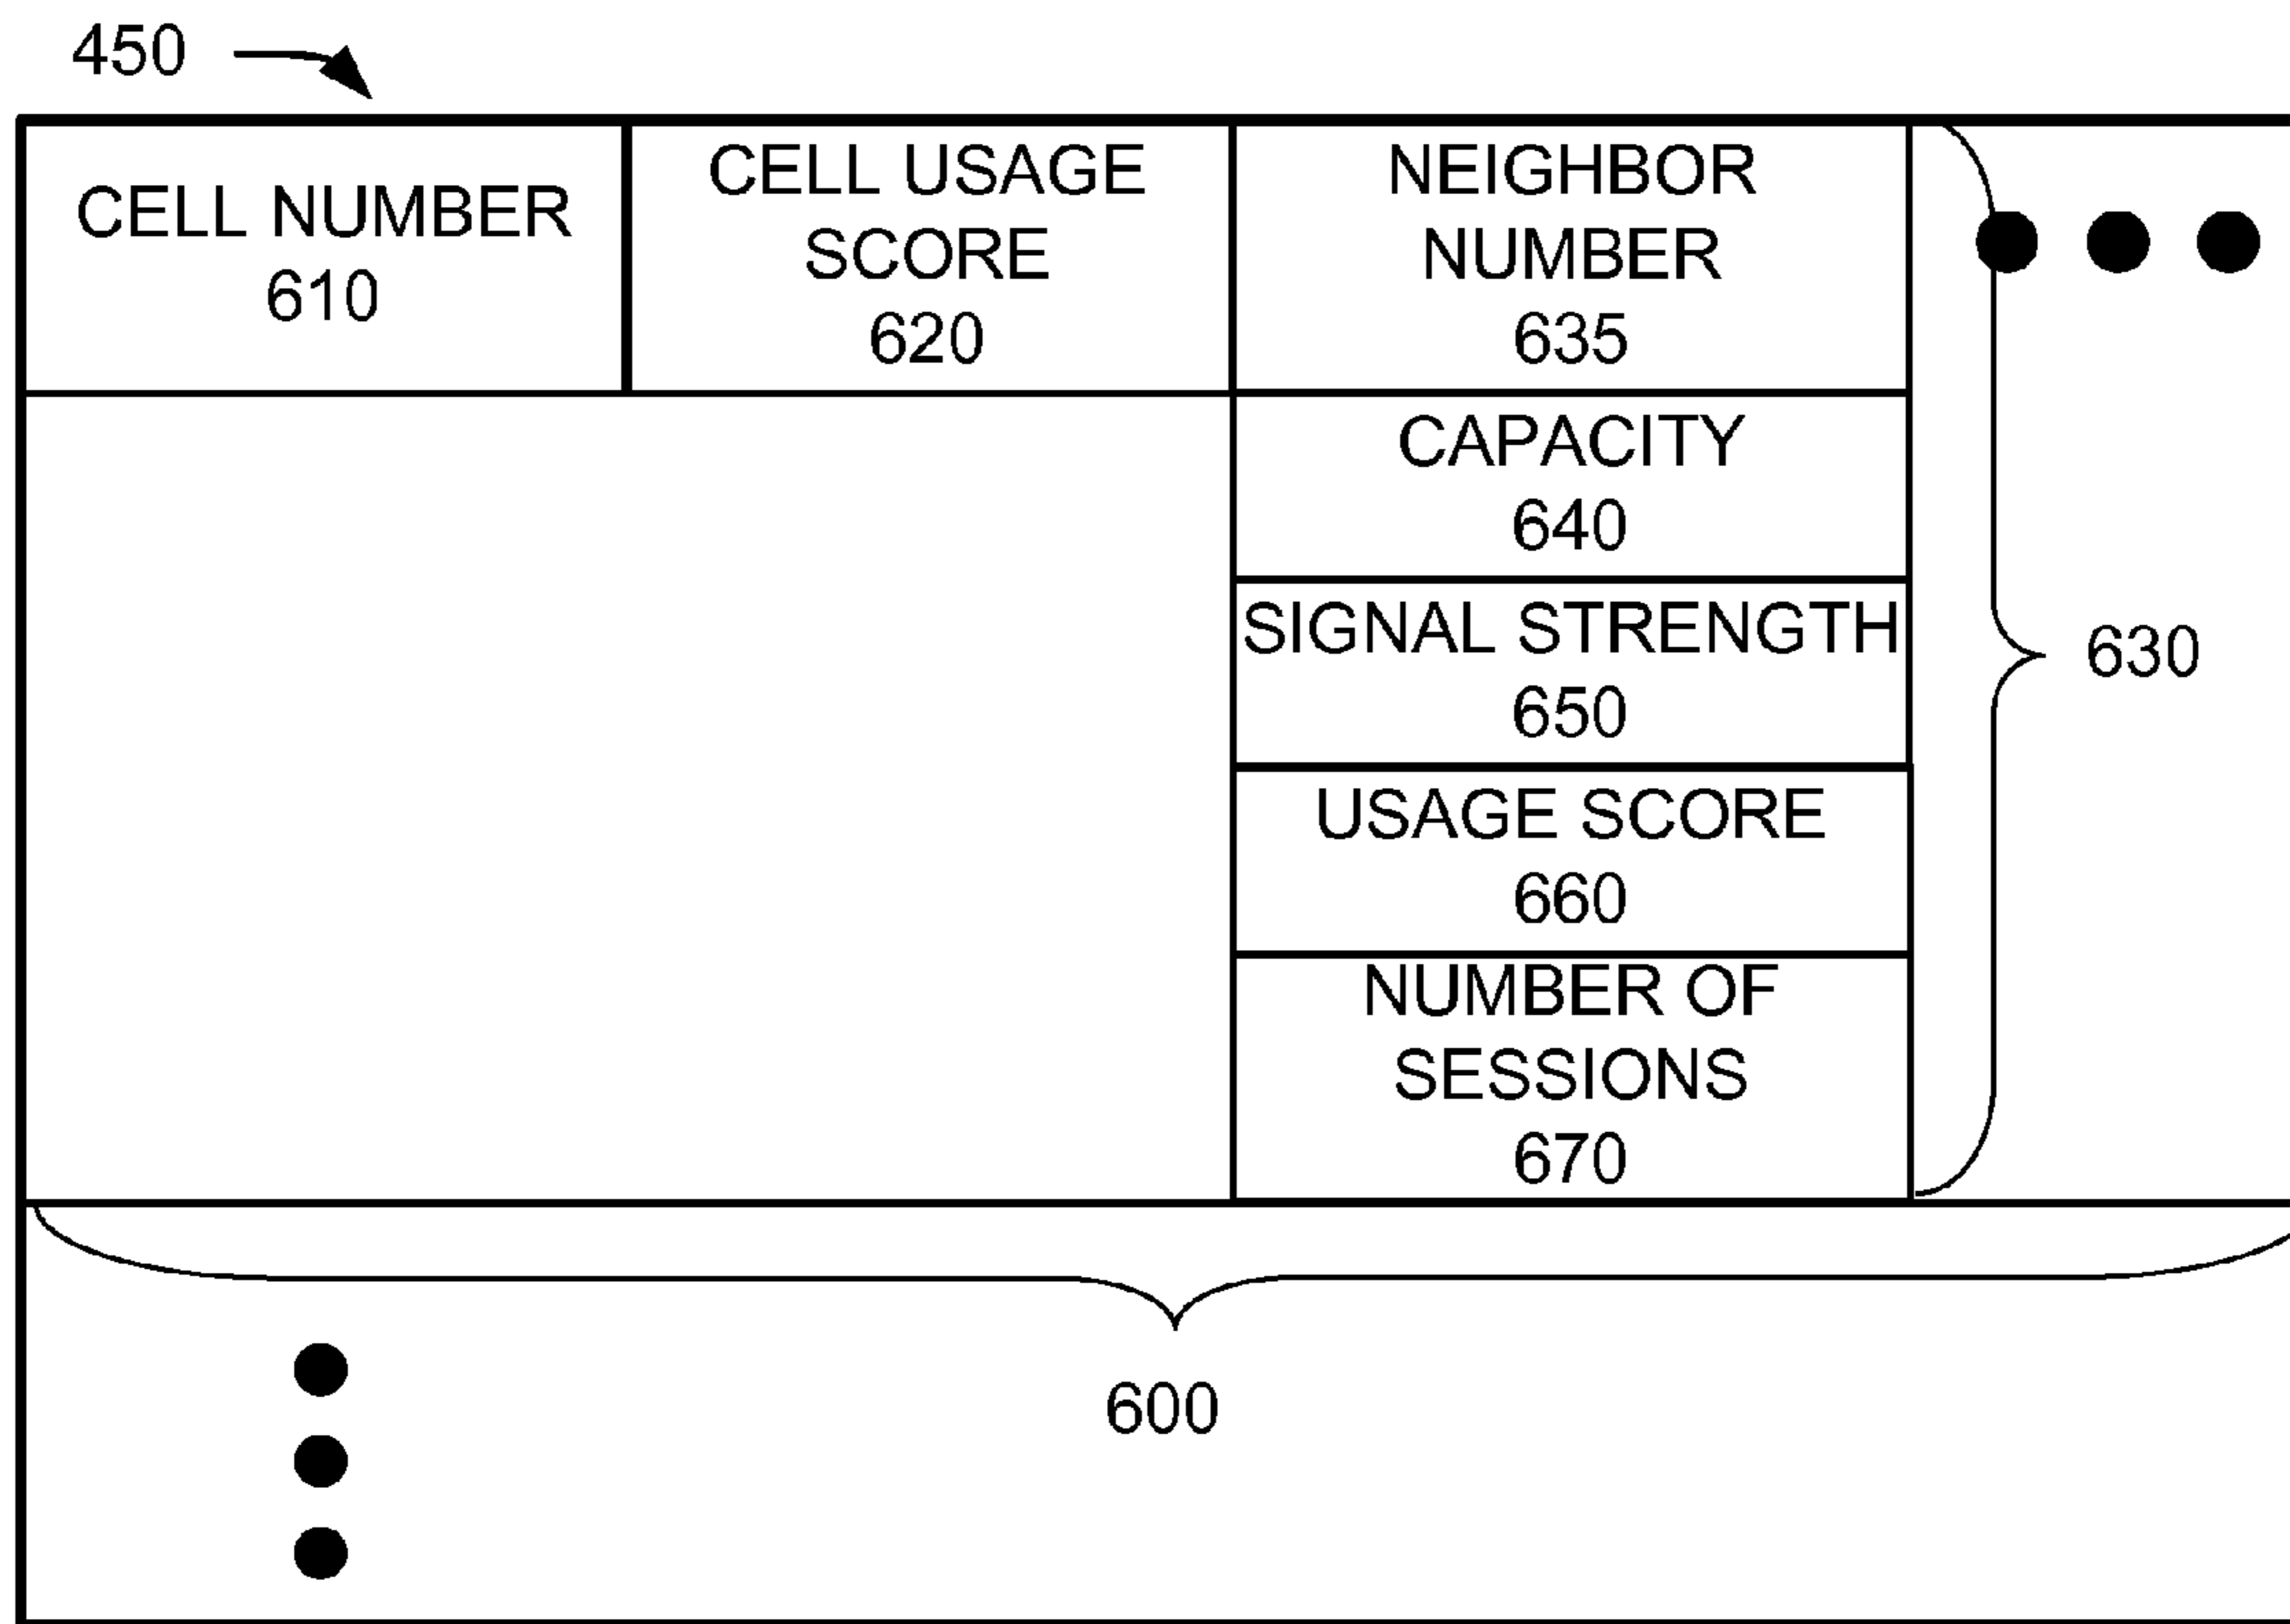 450
CELL NUMBER
610
CELL USAGE
SCORE
620
NEIGHBOR
NUMBER
635
CAPACITY
640
SIGNAL STRENGTH
650
USAGE SCORE
660
NUMBER OF
SESSIONS
670
630
600